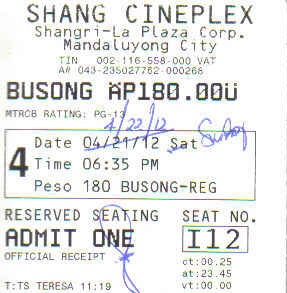 SHANG CINEPLEX
Shangri-La Plaza Corp.
Mandaluyong City
TIN 002-116-558-000 VAT
A# 043-235027762-000268
BUSONG AP180.00U
MTRCB RATING: PG-13
4/22/12 Sunday
Date 04/21/12 Sat
4 Time 06:35 PM
Peso 180 BUSONG-REG
RESERVED SEATING SEAT NO.
ADMIT ONE I12
OFFICIAL RECEIPT
ct:00.25
at:23.45
T:TS TERESA 11:19 vt:00.00